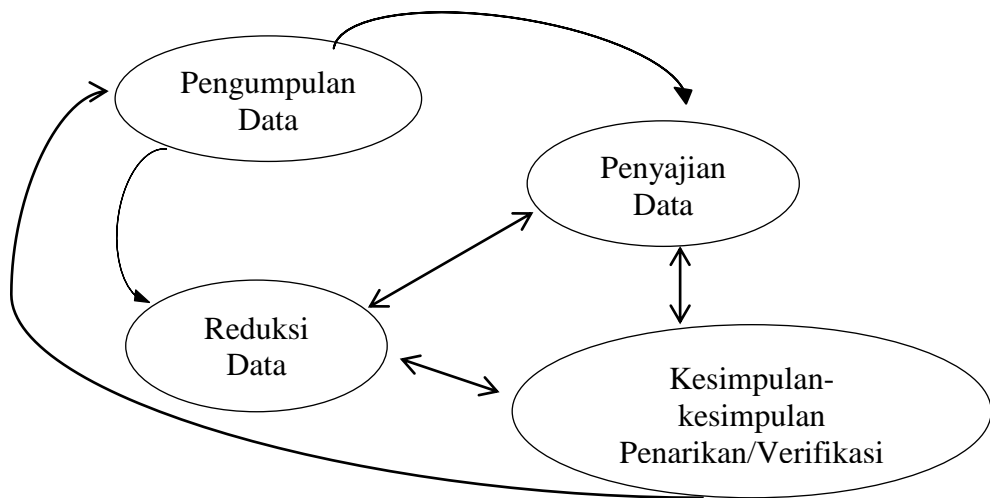 Pengumpulan
Data
Penyajian
Data
Reduksi
Data
Kesimpulan-
kesimpulan
Penarikan/Verifikasi